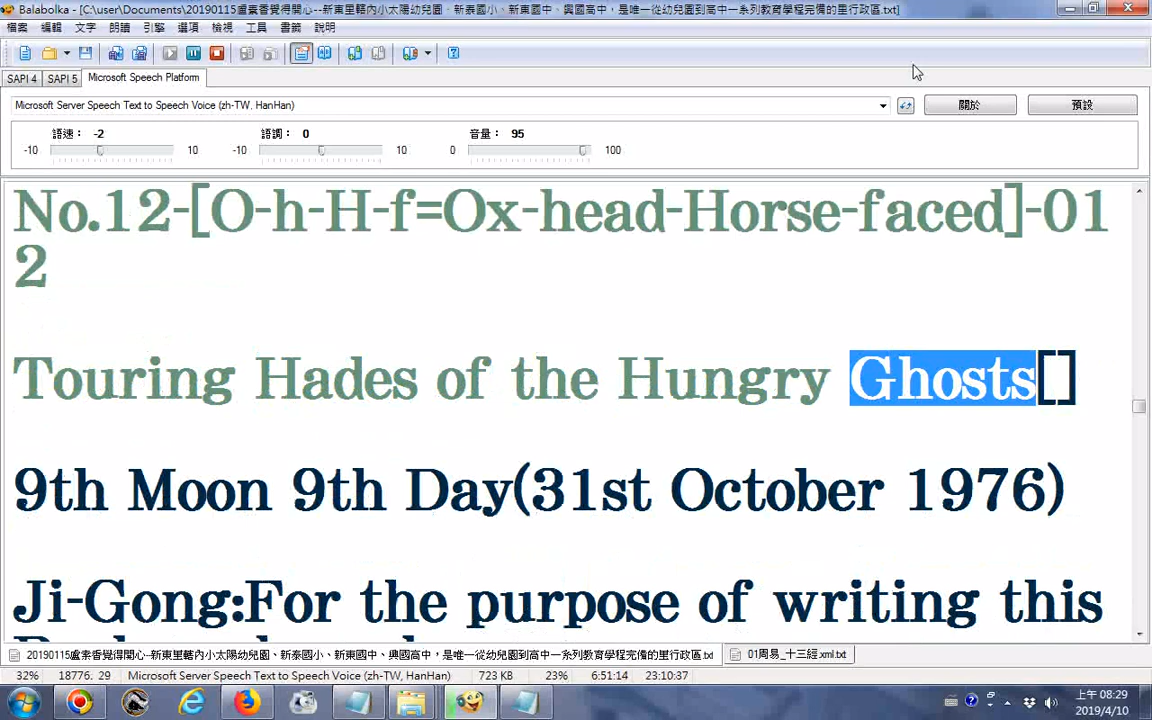 Balabolka - [C:\user\Documents\20190115盧素香覺得開心--新東里轄內小太陽幼兒園、新泰國小、新東國中、興國高中，是唯一從幼兒園到高中一系列教育學程完備的里行政區.txt]
檔案 編輯 文字 朗讀 引擎 選項 檢視 工具 書籤 說明
SAPI 4 SAPI 5 Microsoft Speech Platform
Microsoft Server Speech Text to Speech Voice (zh-TW, HanHan) 關於 預設
語速： -2 語調： 0 音量： 95
-10 10 -10 10 0 100
No.12-[O-h-H-f=Ox-head-Horse-faced]-01
2
Touring Hades of the Hungry Ghosts[]
9th Moon 9th Day(31st October 1976)
Ji-Gong:For the purpose of writing this
20190115盧素香覺得開心--新東里轄內小太陽幼兒園、新泰國小、新東國中、興國高中，是唯一從幼兒園到高中一系列教育學程完備的里行政區.txt 01周易_十三經.xml.txt
32% 18776, 29 Microsoft Server Speech Text to Speech Voice (zh-TW, HanHan) 723 KB 23% 6:51:14 23:10:37
上午 08:29
2019/4/10